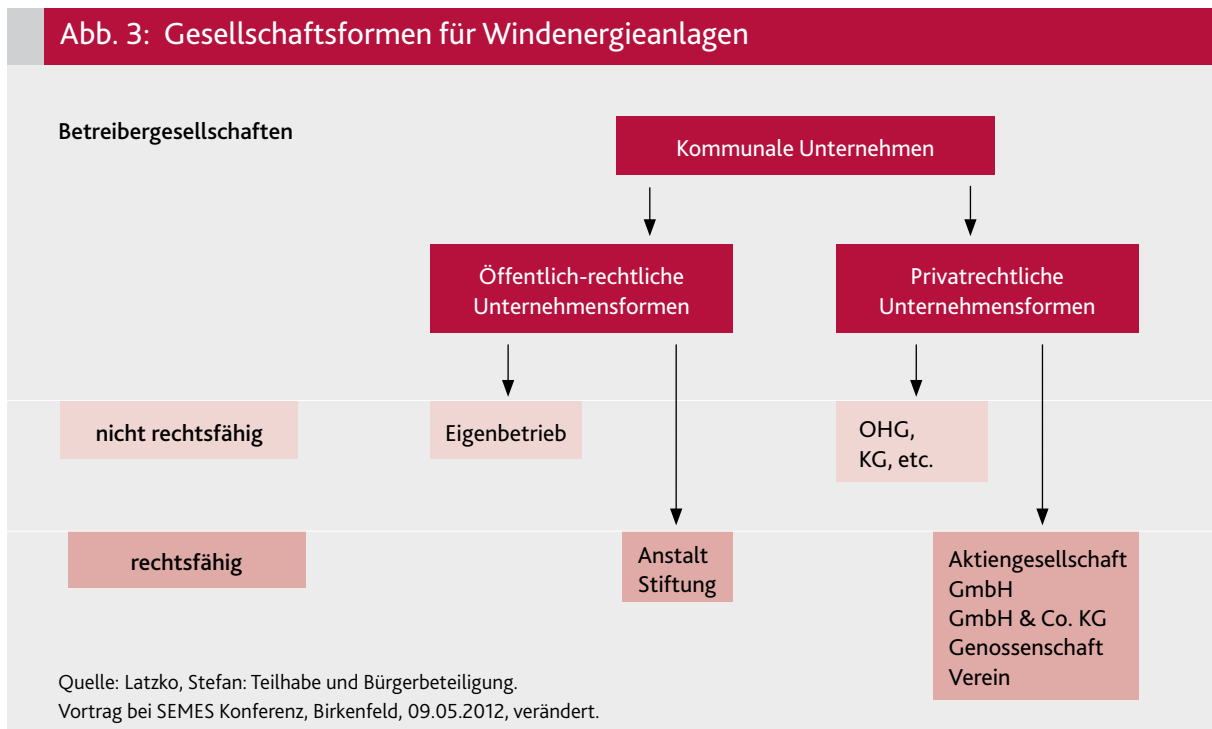 Abb. 3: Gesellschaftsformen für Windenergieanlagen
Betreibergesellschaften
Kommunale Unternehmen
Öffentlich-rechtliche
Unternehmensformen
Privatrechtliche
Unternehmensformen
nicht rechtsfähig
Eigenbetrieb
OHG,
KG, etc.
rechtsfähig
Anstalt
Stiftung
Aktiengesellschaft
GmbH
GmbH & Co. KG
Genossenschaft
Verein
Quelle: Latzko, Stefan: Teilhabe und Bürgerbeteiligung.
Vortrag bei SEMES Konferenz, Birkenfeld, 09.05.2012, verändert.